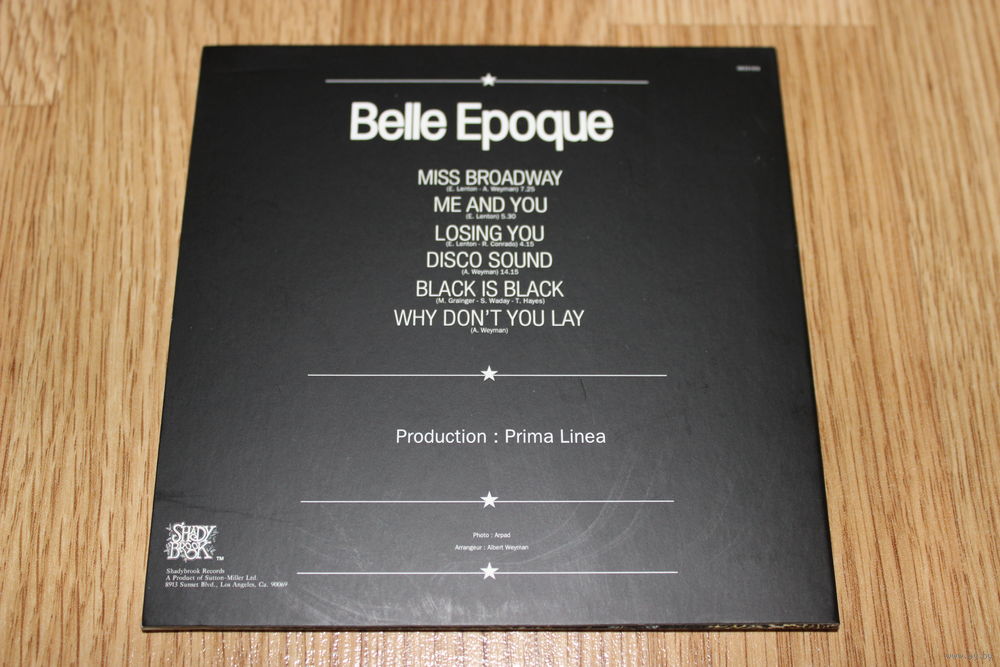 Belle Epoque
MISS BROADWAY
(E. Lenton - A. Weyman) 7.25
ME AND YOU
(E. Lenton) 5.30
LOSING YOU
(E. Lenton - R. Conrado) 4.15
DISCO SOUND
(A. Weyman) 14.15
BLACK IS BLACK
(M. Grainger - S. Waday - T. Hayes)
WHY DON'T YOU LAY
(A. Weyman)
Production : Prima Linea
Photo : Arpad
Arrangeur : Albert Weyman
SHADY
BROOK
TM
Shadybrook Records
A Product of Sutton-Miller Ltd.
8913 Sunset Blvd., Los Angeles, Ca. 90069